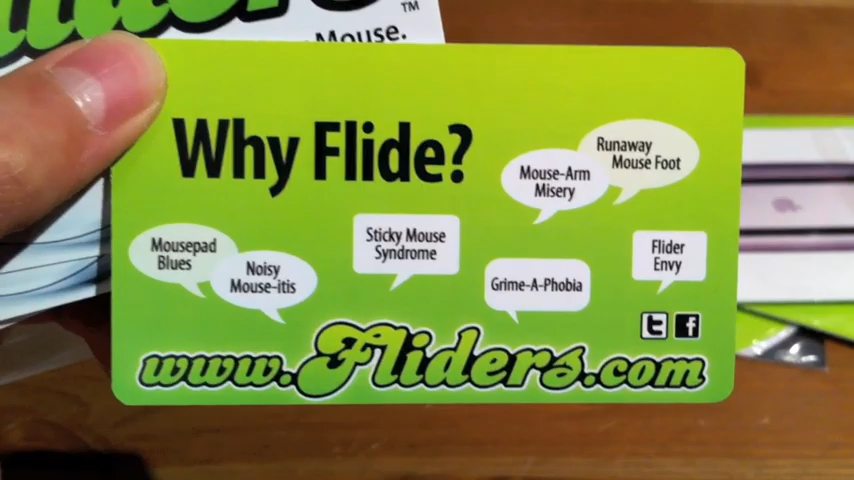 TM
Mouse.
Why Flide?
Runaway
Mouse Foot
Mouse-Arm
Misery
Mousepad
Blues
Noisy
Mouse-itis
Sticky Mouse
Syndrome
Grime-A-Phobia
Flider
Envy
www.Fliders.com